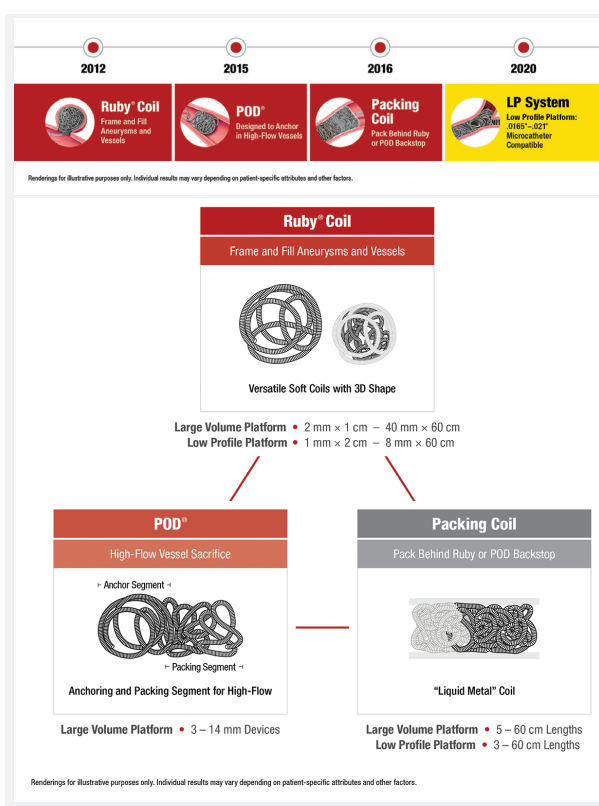 2012
2015
2016
2020
Ruby® Coil
Frame and Fill
Aneurysms and
Vessels
POD®
Designed to Anchor
in High-Flow Vessels
Packing
Coil
Pack Behind Ruby
or POD Backstop
LP System
Low Profile Platform:
.0165"–.021"
Microcatheter
Compatible
Renderings for illustrative purposes only. Individual results may vary depending on patient-specific attributes and other factors.
Ruby® Coil
Frame and Fill Aneurysms and Vessels
Versatile Soft Coils with 3D Shape
Large Volume Platform • 2 mm × 1 cm – 40 mm × 60 cm
Low Profile Platform • 1 mm × 2 cm – 8 mm × 60 cm
POD®
High-Flow Vessel Sacrifice
Anchor Segment
Packing Segment
Anchoring and Packing Segment for High-Flow
Large Volume Platform • 3 – 14 mm Devices
Packing Coil
Pack Behind Ruby or POD Backstop
"Liquid Metal" Coil
Large Volume Platform • 5 – 60 cm Lengths
Low Profile Platform • 3 – 60 cm Lengths
Renderings for illustrative purposes only. Individual results may vary depending on patient-specific attributes and other factors.